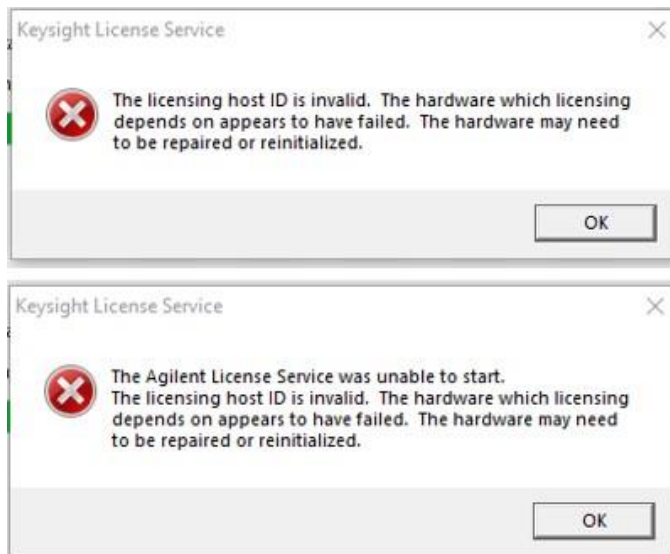 Keysight License Service
The licensing host ID is invalid.  The hardware which licensing
depends on appears to have failed.  The hardware may need
to be repaired or reinitialized.
OK
Keysight License Service
The Agilent License Service was unable to start.
The licensing host ID is invalid.  The hardware which licensing
depends on appears to have failed.  The hardware may need
to be repaired or reinitialized.
OK